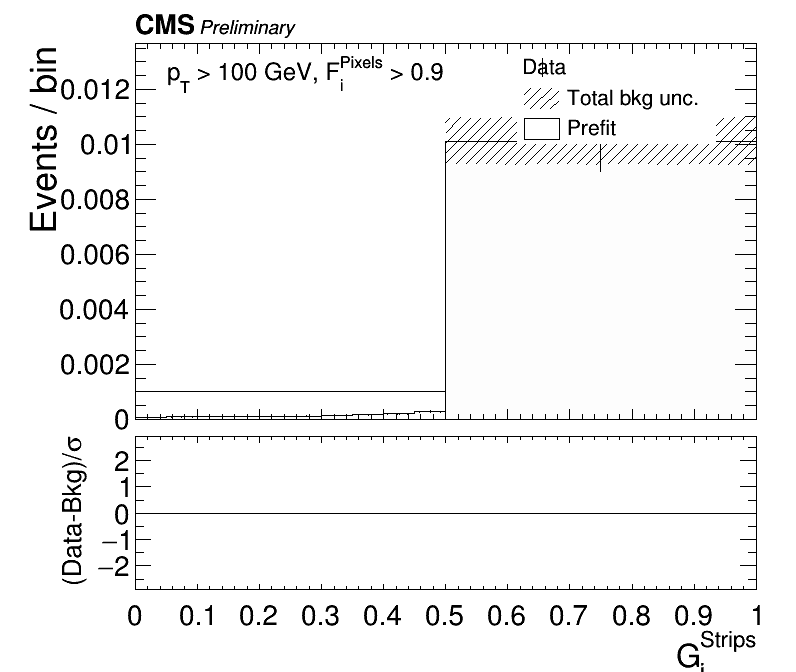 CMS Preliminary
p_T > 100 GeV, F_i^Pixels > 0.9
Data
Total bkg unc.
Prefit
Events / bin
0.012
0.01
0.008
0.006
0.004
0.002
0
(Data-Bkg)/σ
2
1
0
−1
−2
0 0.1 0.2 0.3 0.4 0.5 0.6 0.7 0.8 0.9 1
G_i^Strips